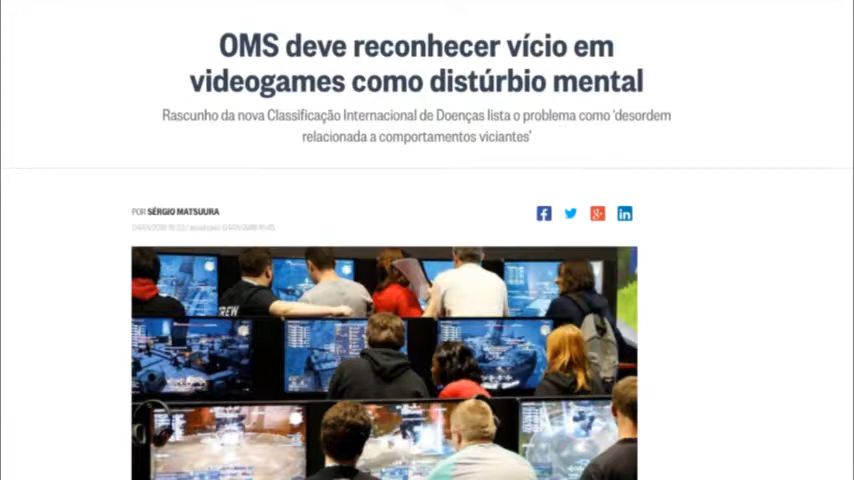 OMS deve reconhecer vício em
videogames como distúrbio mental
Rascunho da nova Classificação Internacional de Doenças lista o problema como ‘desordem
relacionada a comportamentos viciantes’
POR SÉRGIO MATSUURA